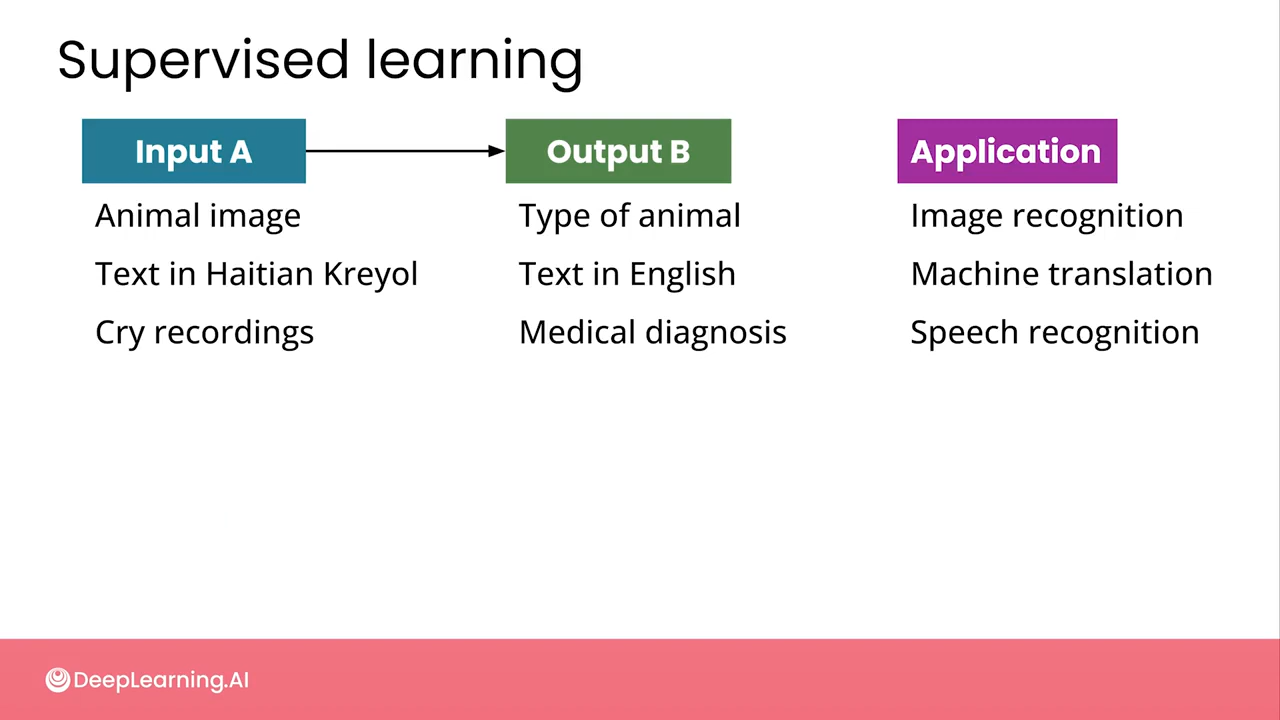 Supervised learning
Input A Output B Application
Animal image Type of animal Image recognition
Text in Haitian Kreyol Text in English Machine translation
Cry recordings Medical diagnosis Speech recognition
DeepLearning.AI